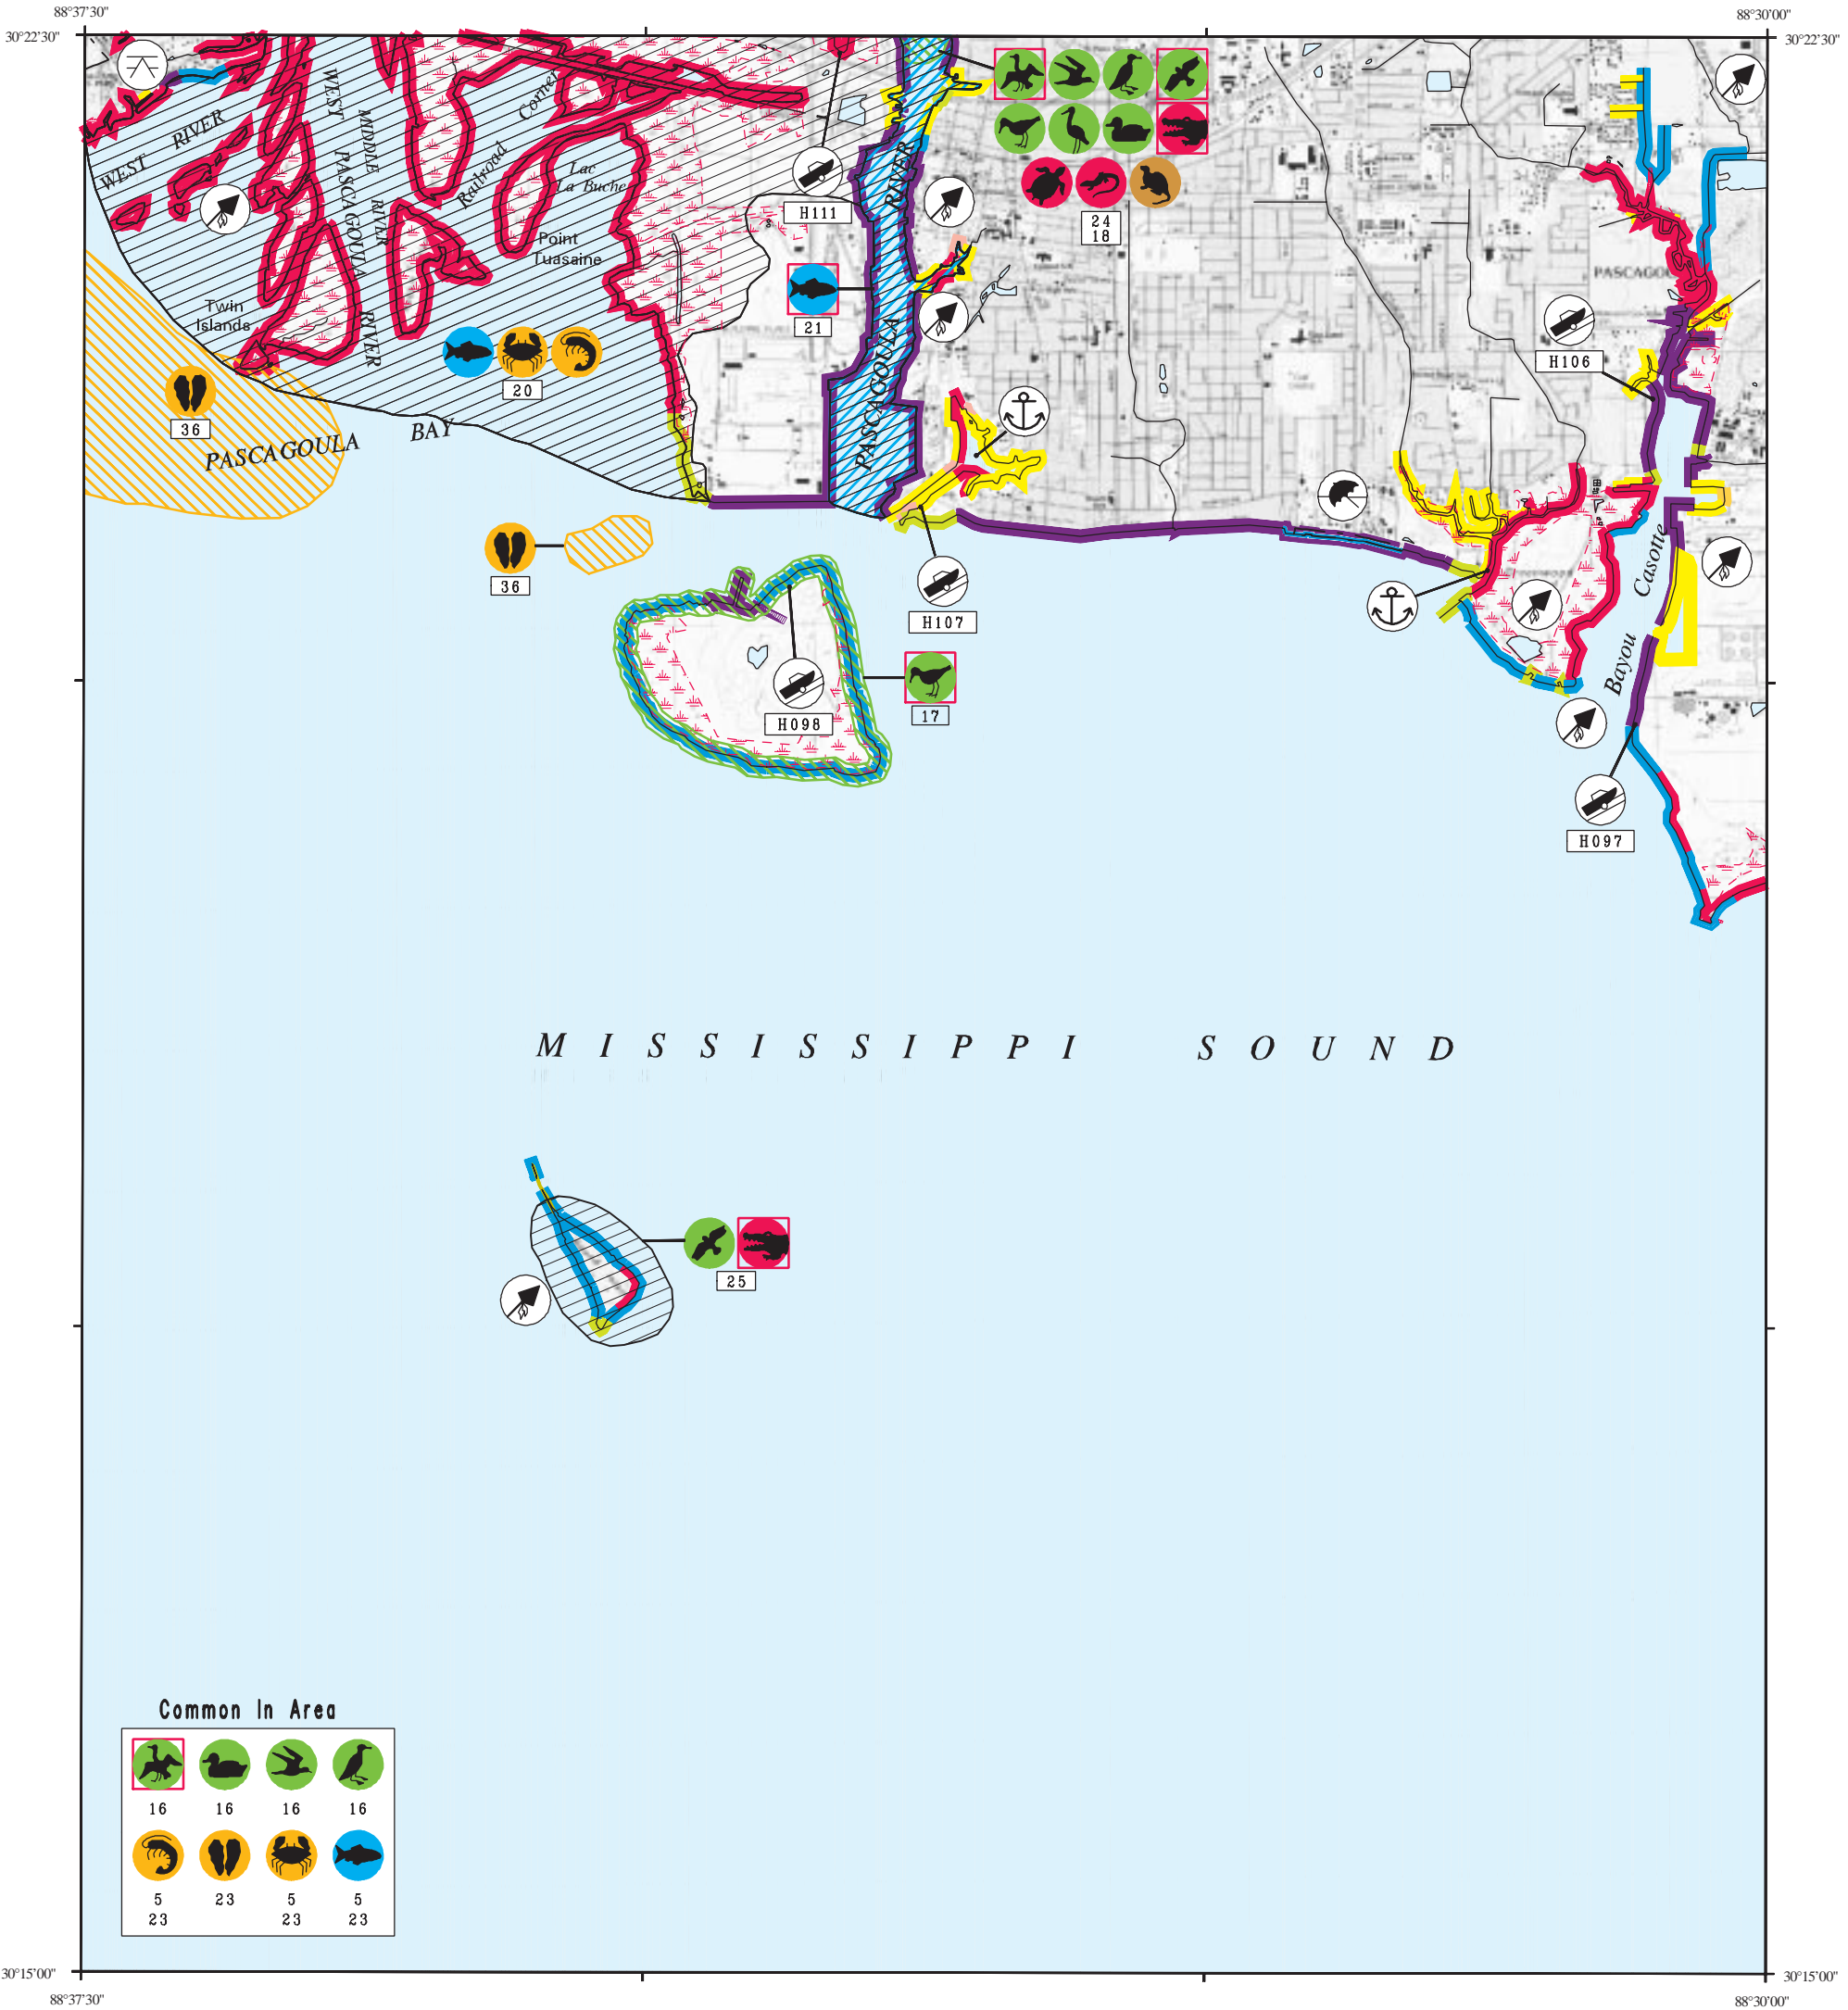 88°37'30"
88°30'00"
30°22'30"
30°22'30"
WEST RIVER
WEST PASCAGOULA RIVER
MIDDLE RIVER
Railroad Corner
Lac La Buche
Point
Tuasaine
Twin
Islands
PASCAGOULA BAY
PASCAGOULA RIVER
H111
24
18
21
20
36
36
H106
H107
17
H098
Bayou Casotte
H097
MISSISSIPPI SOUND
25
Common In Area
16 16 16 16
5 23 5 5
23 23 23
30°15'00"
30°15'00"
88°37'30"
88°30'00"